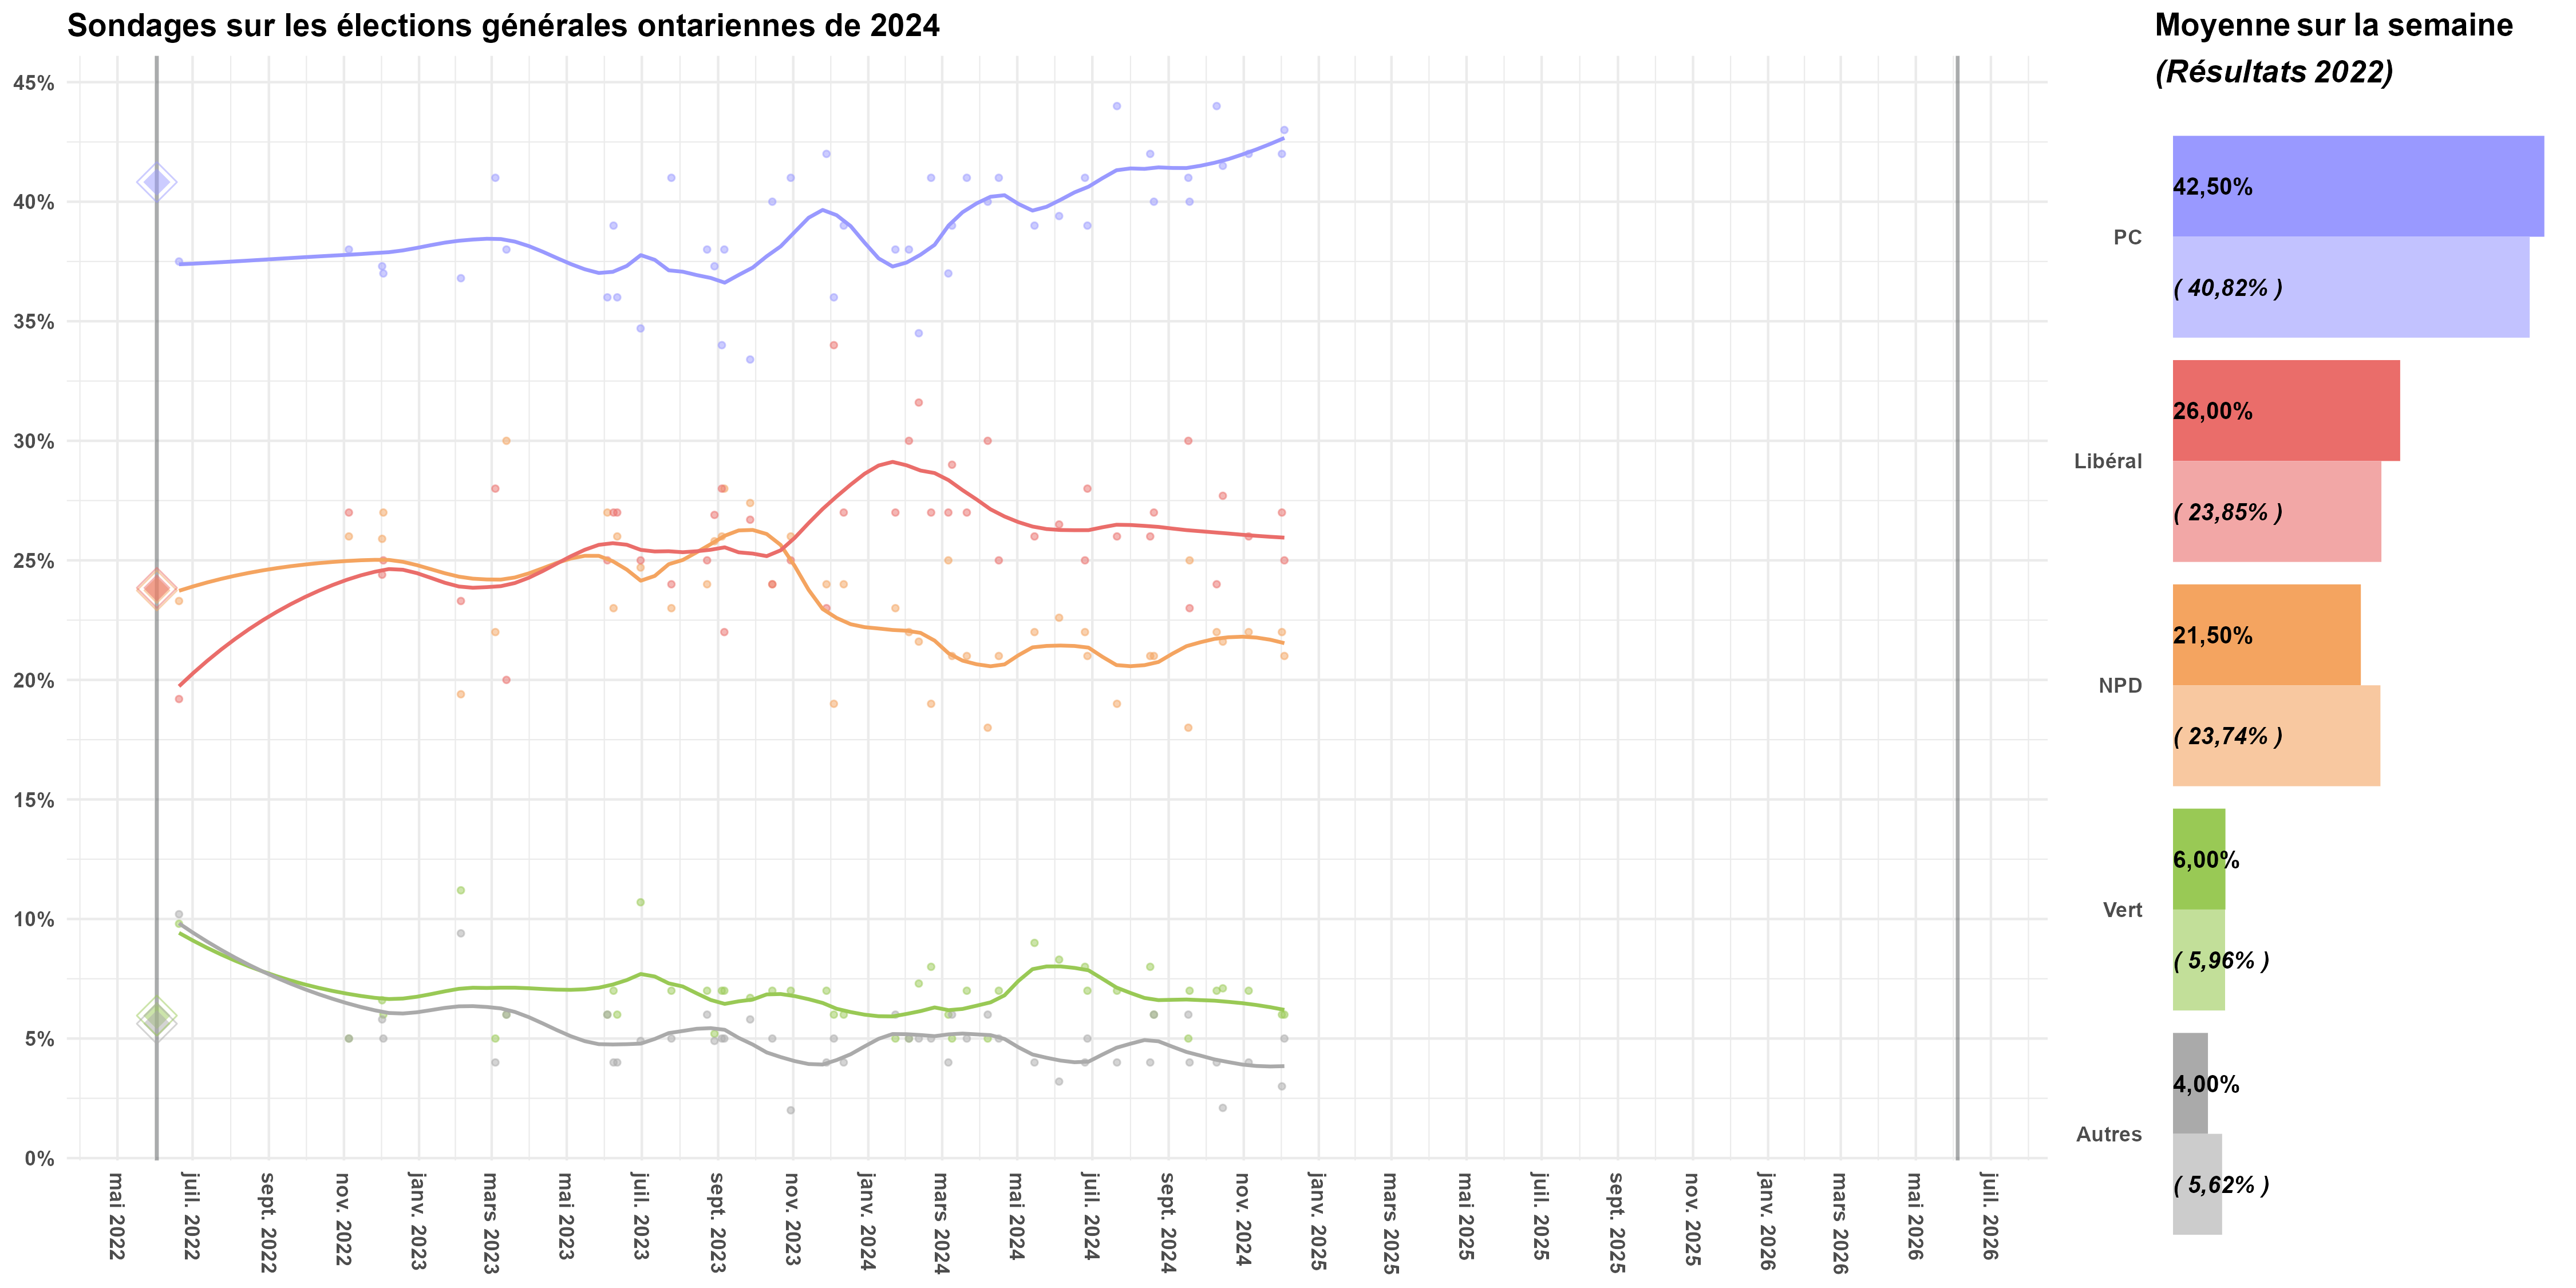 Sondages sur les élections générales ontariennes de 2024
45%
40%
35%
30%
25%
20%
15%
10%
5%
0%
mai 2022
juil. 2022
sept. 2022
nov. 2022
janv. 2023
mars 2023
mai 2023
juil. 2023
sept. 2023
nov. 2023
janv. 2024
mars 2024
mai 2024
juil. 2024
sept. 2024
nov. 2024
janv. 2025
mars 2025
mai 2025
juil. 2025
sept. 2025
nov. 2025
janv. 2026
mars 2026
mai 2026
juil. 2026
Moyenne sur la semaine
(Résultats 2022)
PC
42,50%
( 40,82% )
Libéral
26,00%
( 23,85% )
NPD
21,50%
( 23,74% )
Vert
6,00%
( 5,96% )
Autres
4,00%
( 5,62% )